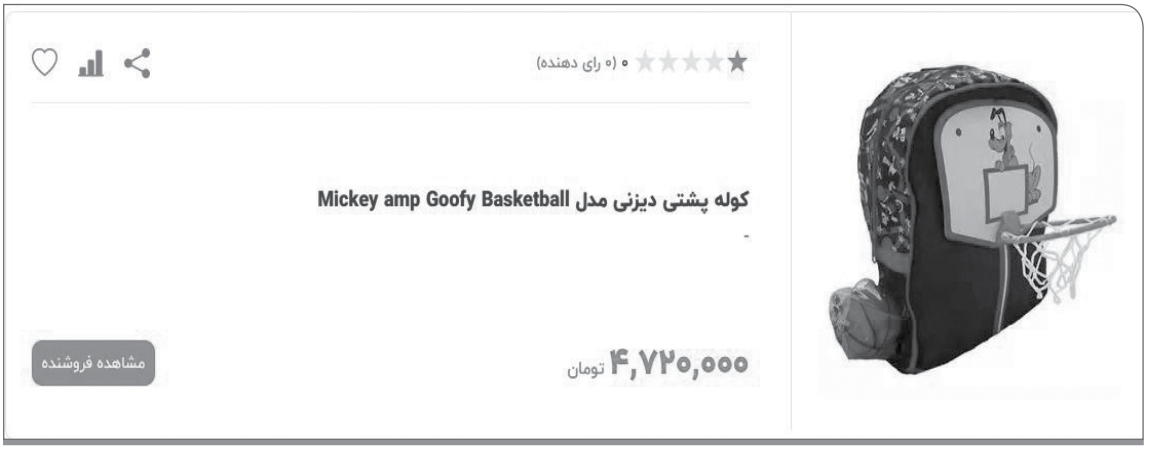 ۰ (۰ رای دهنده)
کوله پشتی دیزنی مدل Mickey amp Goofy Basketball
-
۴,۷۲۰,۰۰۰ تومان
مشاهده فروشنده